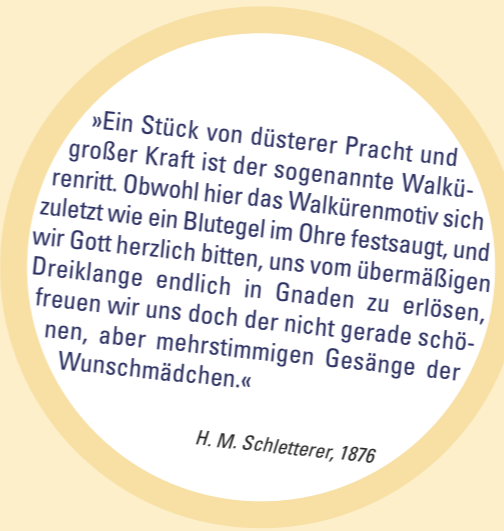 »Ein Stück von düsterer Pracht und
großer Kraft ist der sogenannte Walkü-
renritt. Obwohl hier das Walkürenmotiv sich
zuletzt wie ein Blutegel im Ohre festsaugt, und
wir Gott herzlich bitten, uns vom übermäßigen
Dreiklange endlich in Gnaden zu erlösen,
freuen wir uns doch der nicht gerade schö-
nen, aber mehrstimmigen Gesänge der
Wunschmädchen.«
H. M. Schletterer, 1876